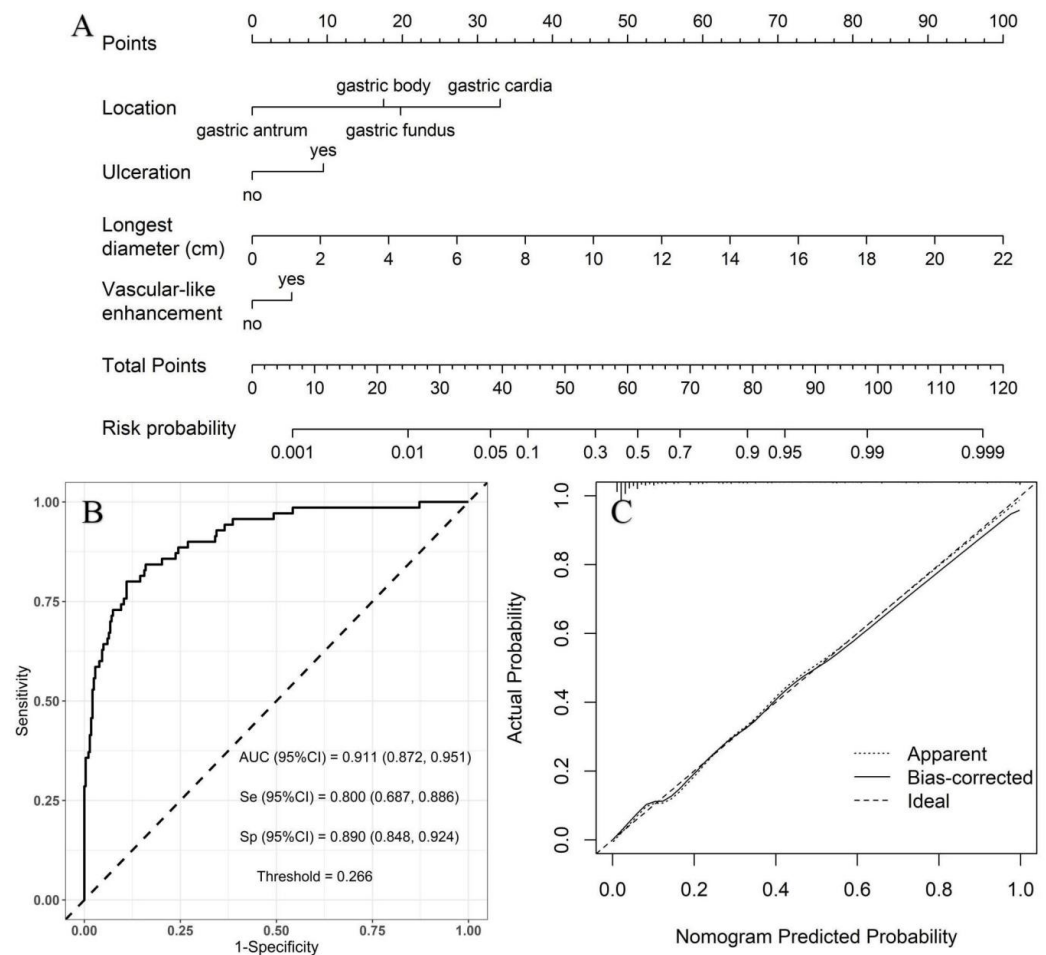 A
Points
0 10 20 30 40 50 60 70 80 90 100
gastric body gastric cardia
Location
gastric antrum gastric fundus
yes
Ulceration
no
Longest
diameter (cm)
0 2 4 6 8 10 12 14 16 18 20 22
yes
Vascular-like
enhancement
no
Total Points
0 10 20 30 40 50 60 70 80 90 100 110 120
Risk probability
0.001 0.01 0.05 0.1 0.3 0.5 0.7 0.9 0.95 0.99 0.999
B
Sensitivity
1.00
0.75
0.50
0.25
0.00
AUC (95%CI) = 0.911 (0.872, 0.951)
Se (95%CI) = 0.800 (0.687, 0.886)
Sp (95%CI) = 0.890 (0.848, 0.924)
Threshold = 0.266
0.00 0.25 0.50 0.75 1.00
1-Specificity
C
Actual Probability
1.0
0.8
0.6
0.4
0.2
0.0
Apparent
Bias-corrected
Ideal
0.0 0.2 0.4 0.6 0.8 1.0
Nomogram Predicted Probability